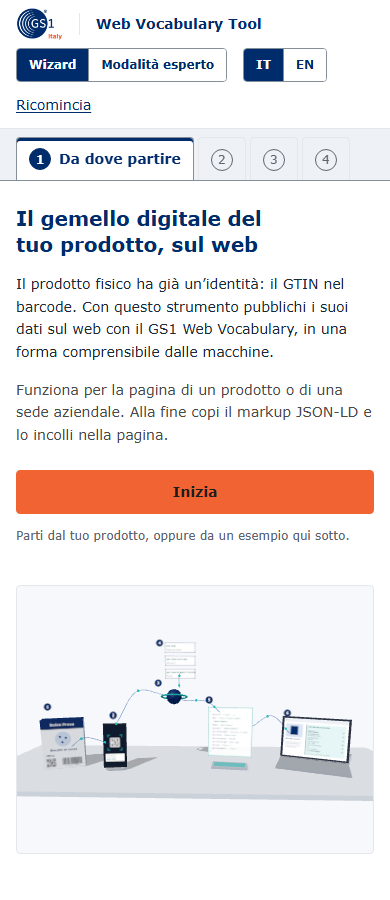 GS1 Italy
Web Vocabulary Tool
Wizard
Modalità esperto
IT
EN
Ricomincia
1 Da dove partire
2
3
4
Il gemello digitale del
tuo prodotto, sul web
Il prodotto fisico ha già un’identità: il GTIN nel
barcode. Con questo strumento pubblichi i suoi
dati sul web con il GS1 Web Vocabulary, in una
forma comprensibile dalle macchine.
Funziona per la pagina di un prodotto o di una
sede aziendale. Alla fine copi il markup JSON-LD e
lo incolli nella pagina.
Inizia
Parti dal tuo prodotto, oppure da un esempio qui sotto.